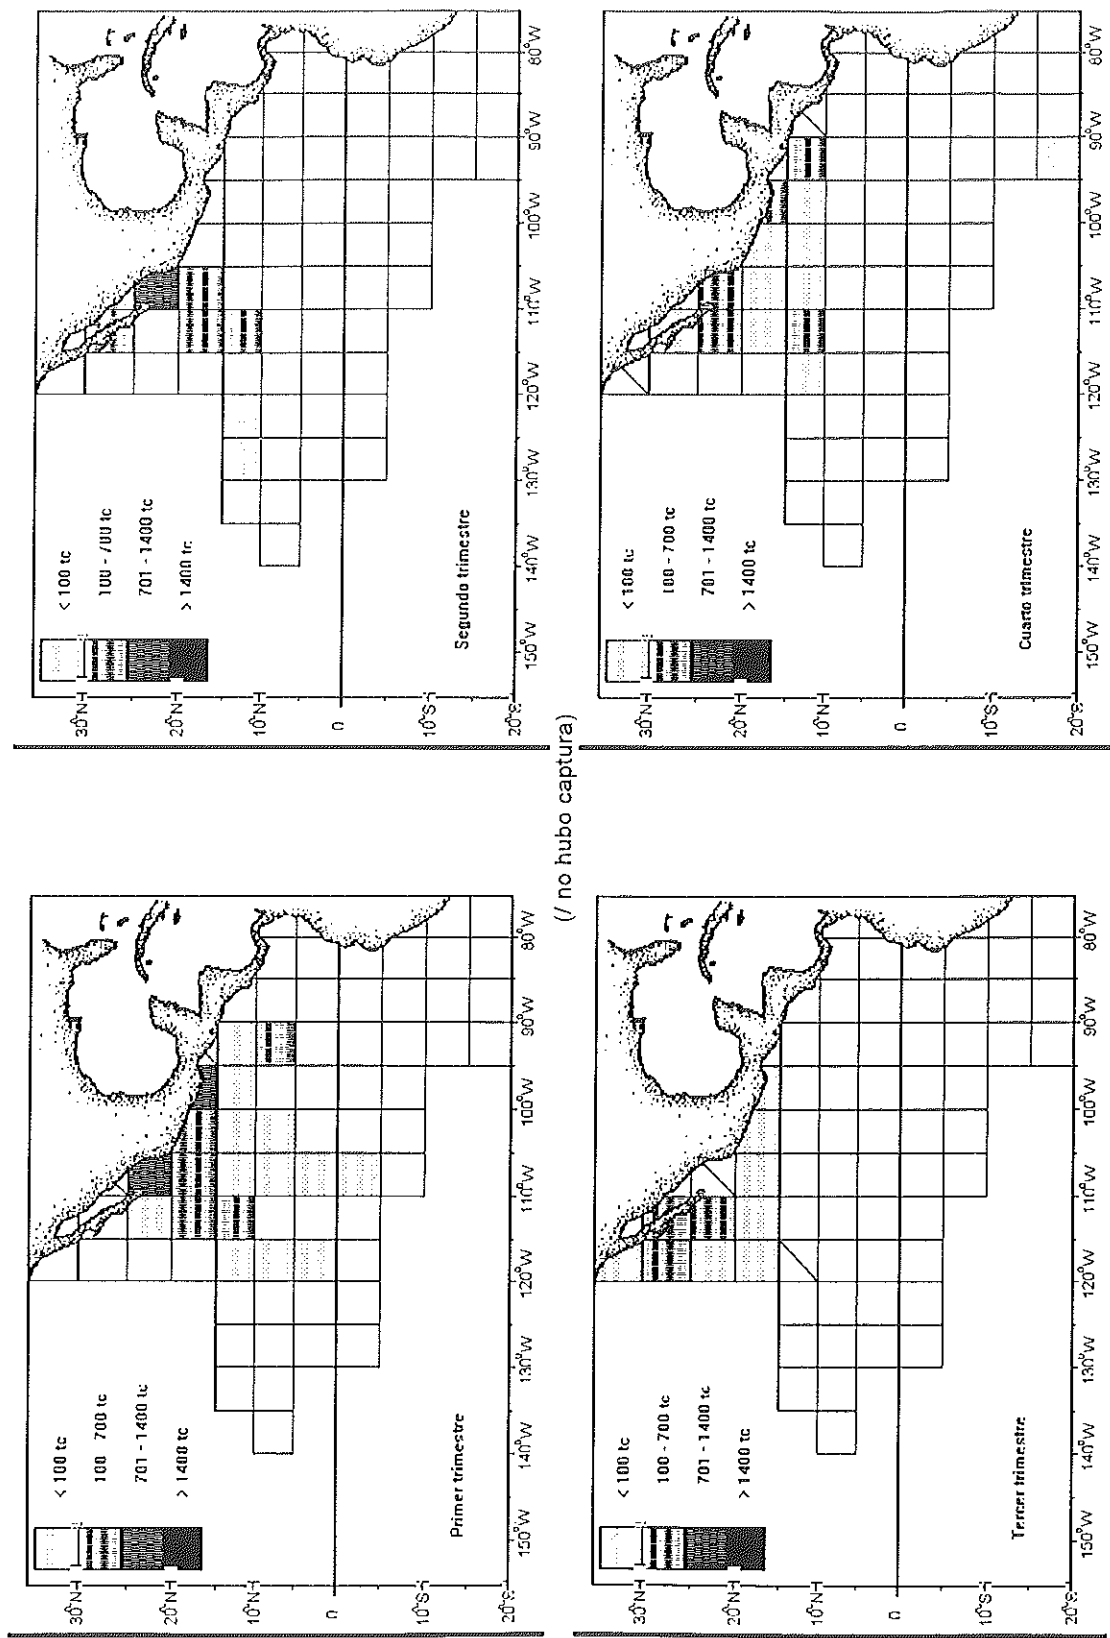 30°N
20°N
10°N
0
10°S
20°S
< 100 tc
100 - 700 tc
701 - 1400 tc
> 1400 tc
Primer trimestre
150°W 140°W 130°W 120°W 110°W 100°W 90°W 80°W
30°N
20°N
10°N
0
10°S
20°S
< 100 tc
100 - 700 tc
701 - 1400 tc
> 1400 tc
Segundo trimestre
150°W 140°W 130°W 120°W 110°W 100°W 90°W 80°W
(/ no hubo captura)
30°N
20°N
10°N
0
10°S
20°S
< 100 tc
100 - 700 tc
701 - 1400 tc
> 1400 tc
Tercer trimestre
150°W 140°W 130°W 120°W 110°W 100°W 90°W 80°W
30°N
20°N
10°N
0
10°S
20°S
< 100 tc
100 - 700 tc
701 - 1400 tc
> 1400 tc
Cuarto trimestre
150°W 140°W 130°W 120°W 110°W 100°W 90°W 80°W